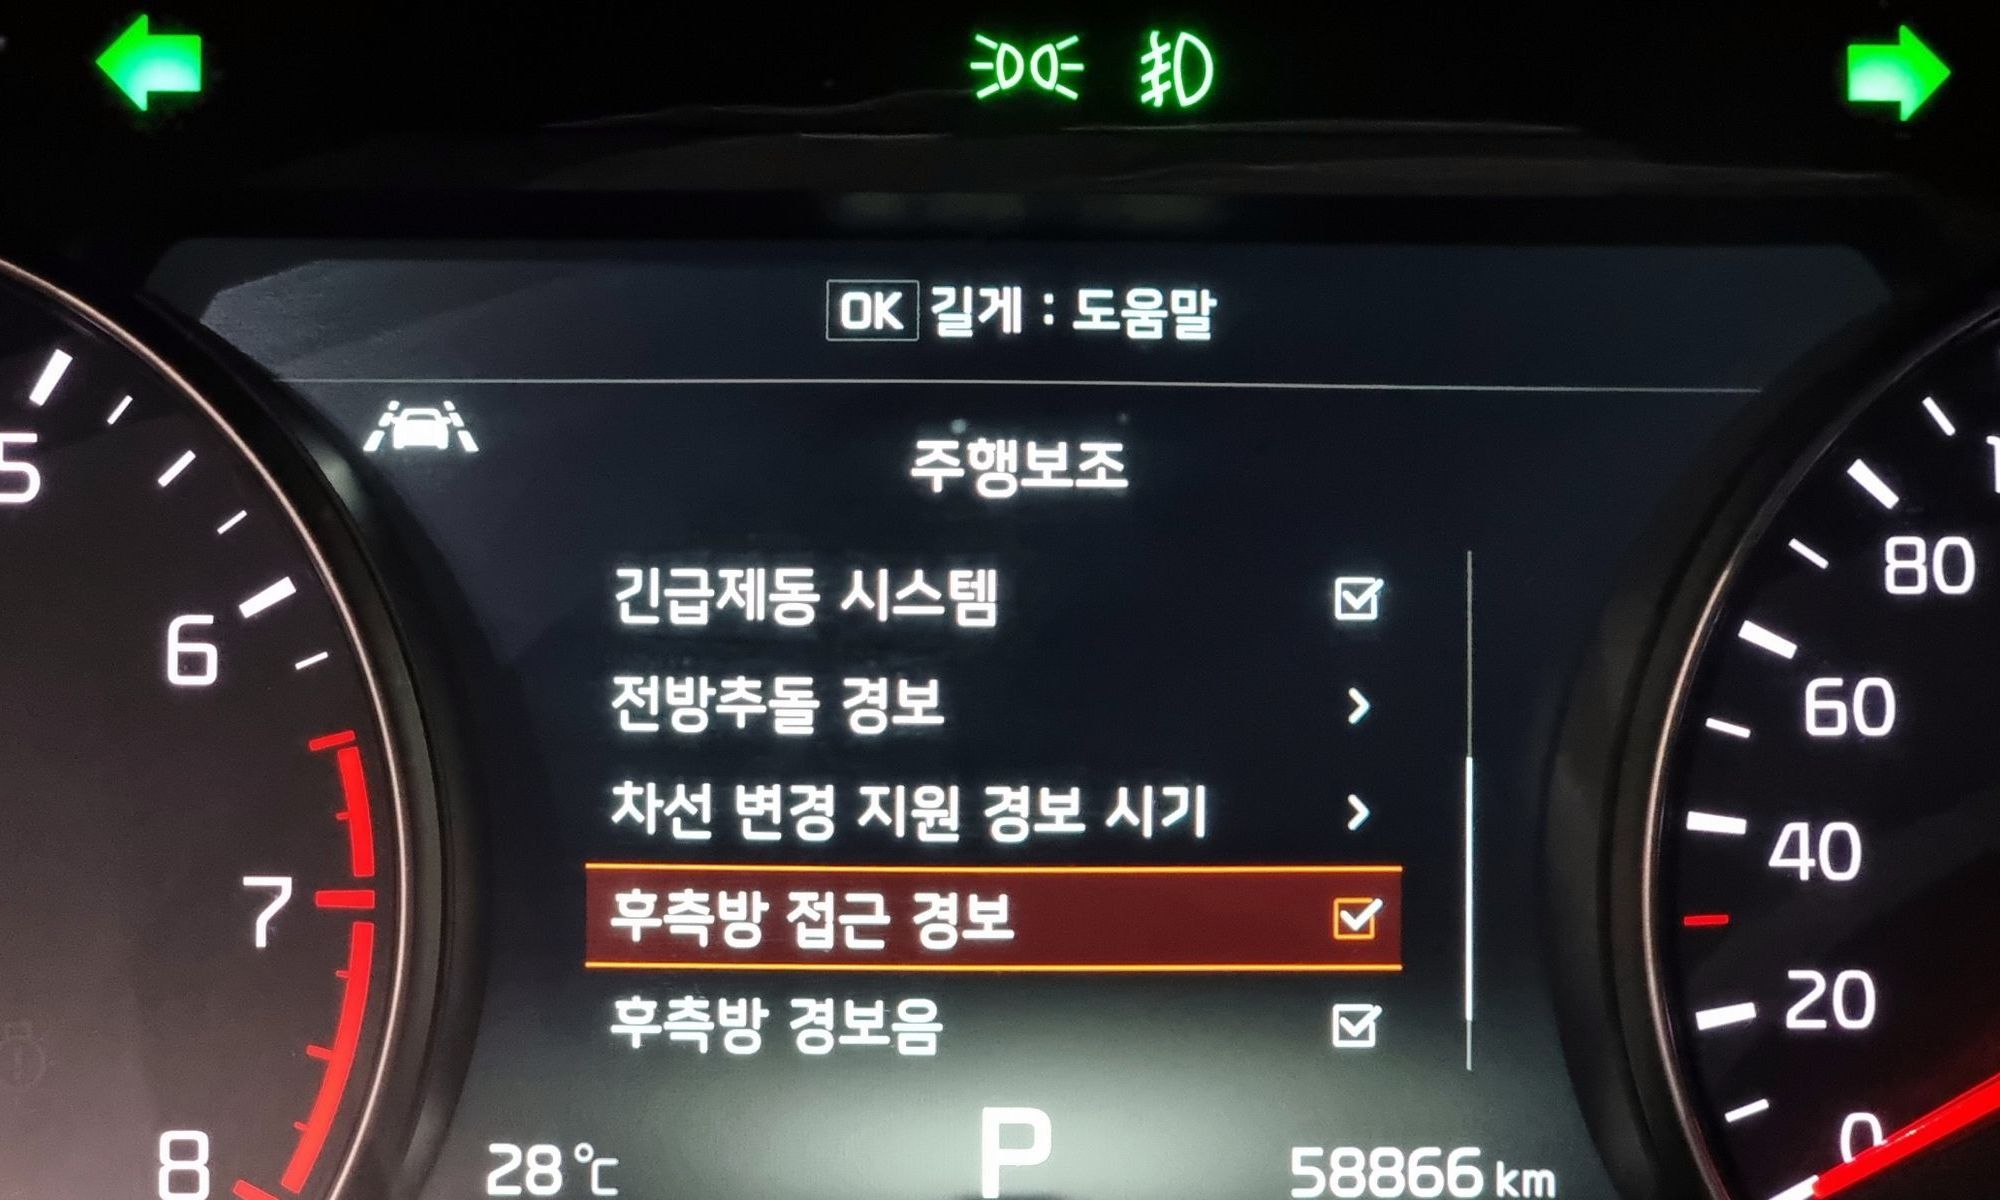 OK 길게 : 도움말
주행보조
긴급제동 시스템
전방추돌 경보
차선 변경 지원 경보 시기
후측방 접근 경보
후측방 경보음
P
28℃
58866 km
5
6
7
8
80
60
40
20
0